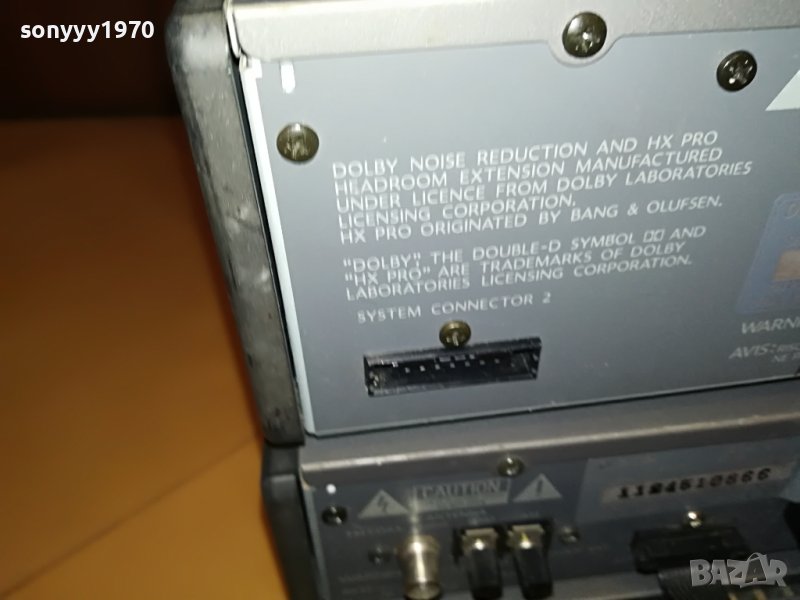 sonyyy1970
DOLBY NOISE REDUCTION AND HX PRO
HEADROOM EXTENSION MANUFACTURED
UNDER LICENCE FROM DOLBY LABORATORIES
LICENSING CORPORATION.
HX PRO ORIGINATED BY BANG & OLUFSEN.
"DOLBY", THE DOUBLE-D SYMBOL AND
"HX PRO" ARE TRADEMARKS OF DOLBY
LABORATORIES LICENSING CORPORATION.
SYSTEM CONNECTOR 2
WARN
AVIS:
CAUTION
BAZAR